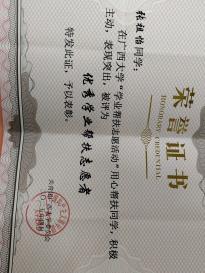 荣誉证书
HONORARY CREDENTIAL
张祖怡同学：
在广西大学“学业帮扶志愿活动”用心帮扶同学，积极
主动，表现突出，被评为
优秀学业帮扶志愿者
特发此证，予以表彰。